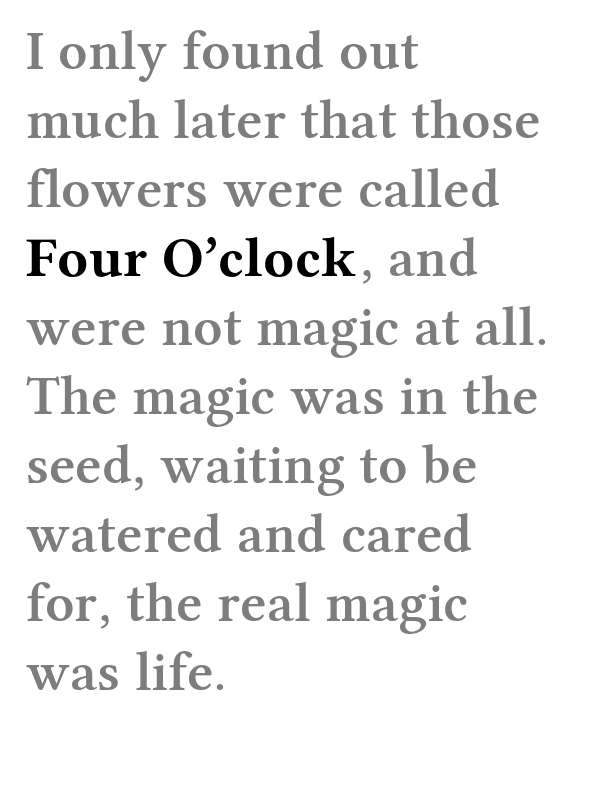 I only found out
much later that those
flowers were called
Four O’clock, and
were not magic at all.
The magic was in the
seed, waiting to be
watered and cared
for, the real magic
was life.